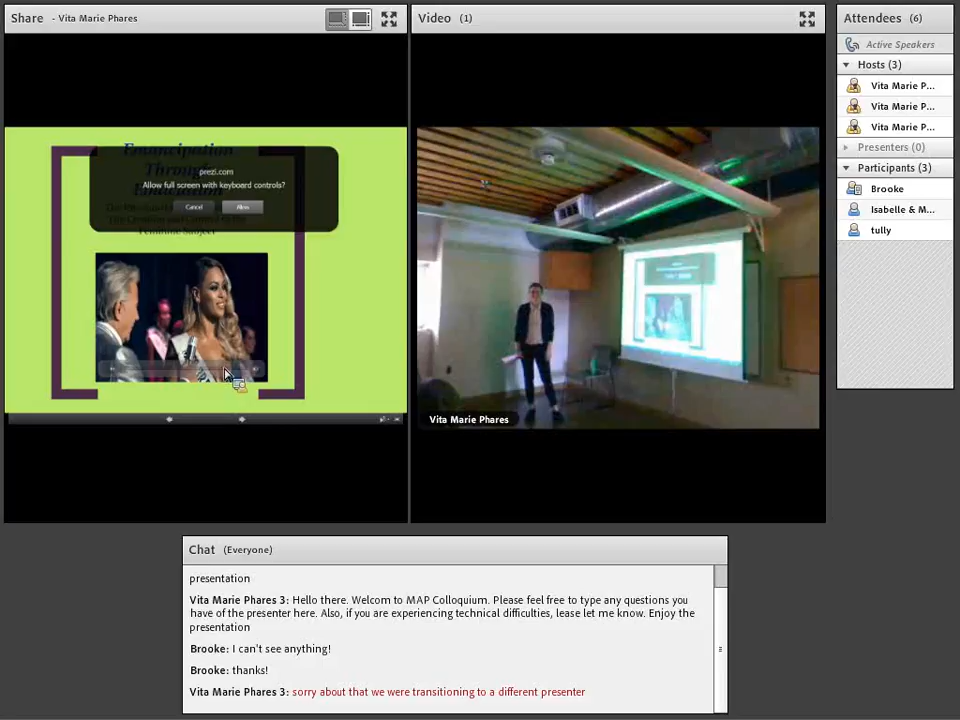 Share - Vita Marie Phares
Video (1)
Attendees (6)
Active Speakers
Hosts (3)
Vita Marie P...
Vita Marie P...
Vita Marie P...
Presenters (0)
Participants (3)
Brooke
Isabelle & M...
tully
Emancipation
Through
prezi.com
Allow full screen with keyboard controls?
Cancel Allow
Feminine Subject
Vita Marie Phares
Chat (Everyone)
presentation
Vita Marie Phares 3: Hello there. Welcom to MAP Colloquium. Please feel free to type any questions you
have of the presenter here. Also, if you are experiencing technical difficulties, lease let me know. Enjoy the
presentation
Brooke: I can't see anything!
Brooke: thanks!
Vita Marie Phares 3: sorry about that we were transitioning to a different presenter